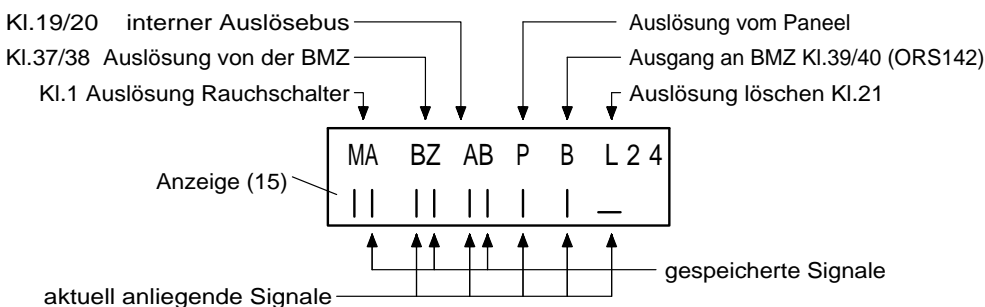 Kl.19/20 interner Auslösebus
Auslösung vom Paneel
Kl.37/38 Auslösung von der BMZ
Ausgang an BMZ Kl.39/40 (ORS142)
Kl.1 Auslösung Rauchschalter
Auslösung löschen Kl.21
MA BZ AB P B L 2 4
Anzeige (15)
gespeicherte Signale
aktuell anliegende Signale